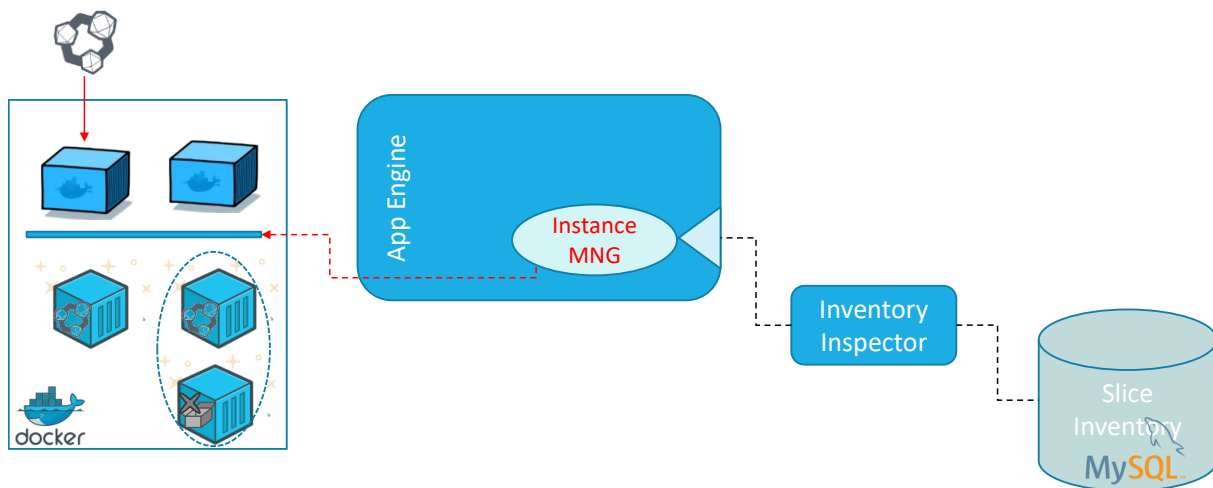 App Engine
Instance
MNG
Inventory
Inspector
Slice
Inventory
MySQL
docker